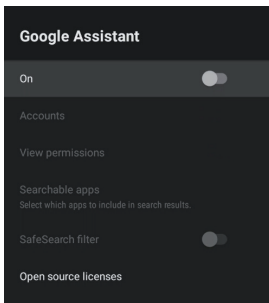 Google Assistant
On
Accounts
View permissions
Searchable apps
Select which apps to include in search results.
SafeSearch filter
Open source licenses